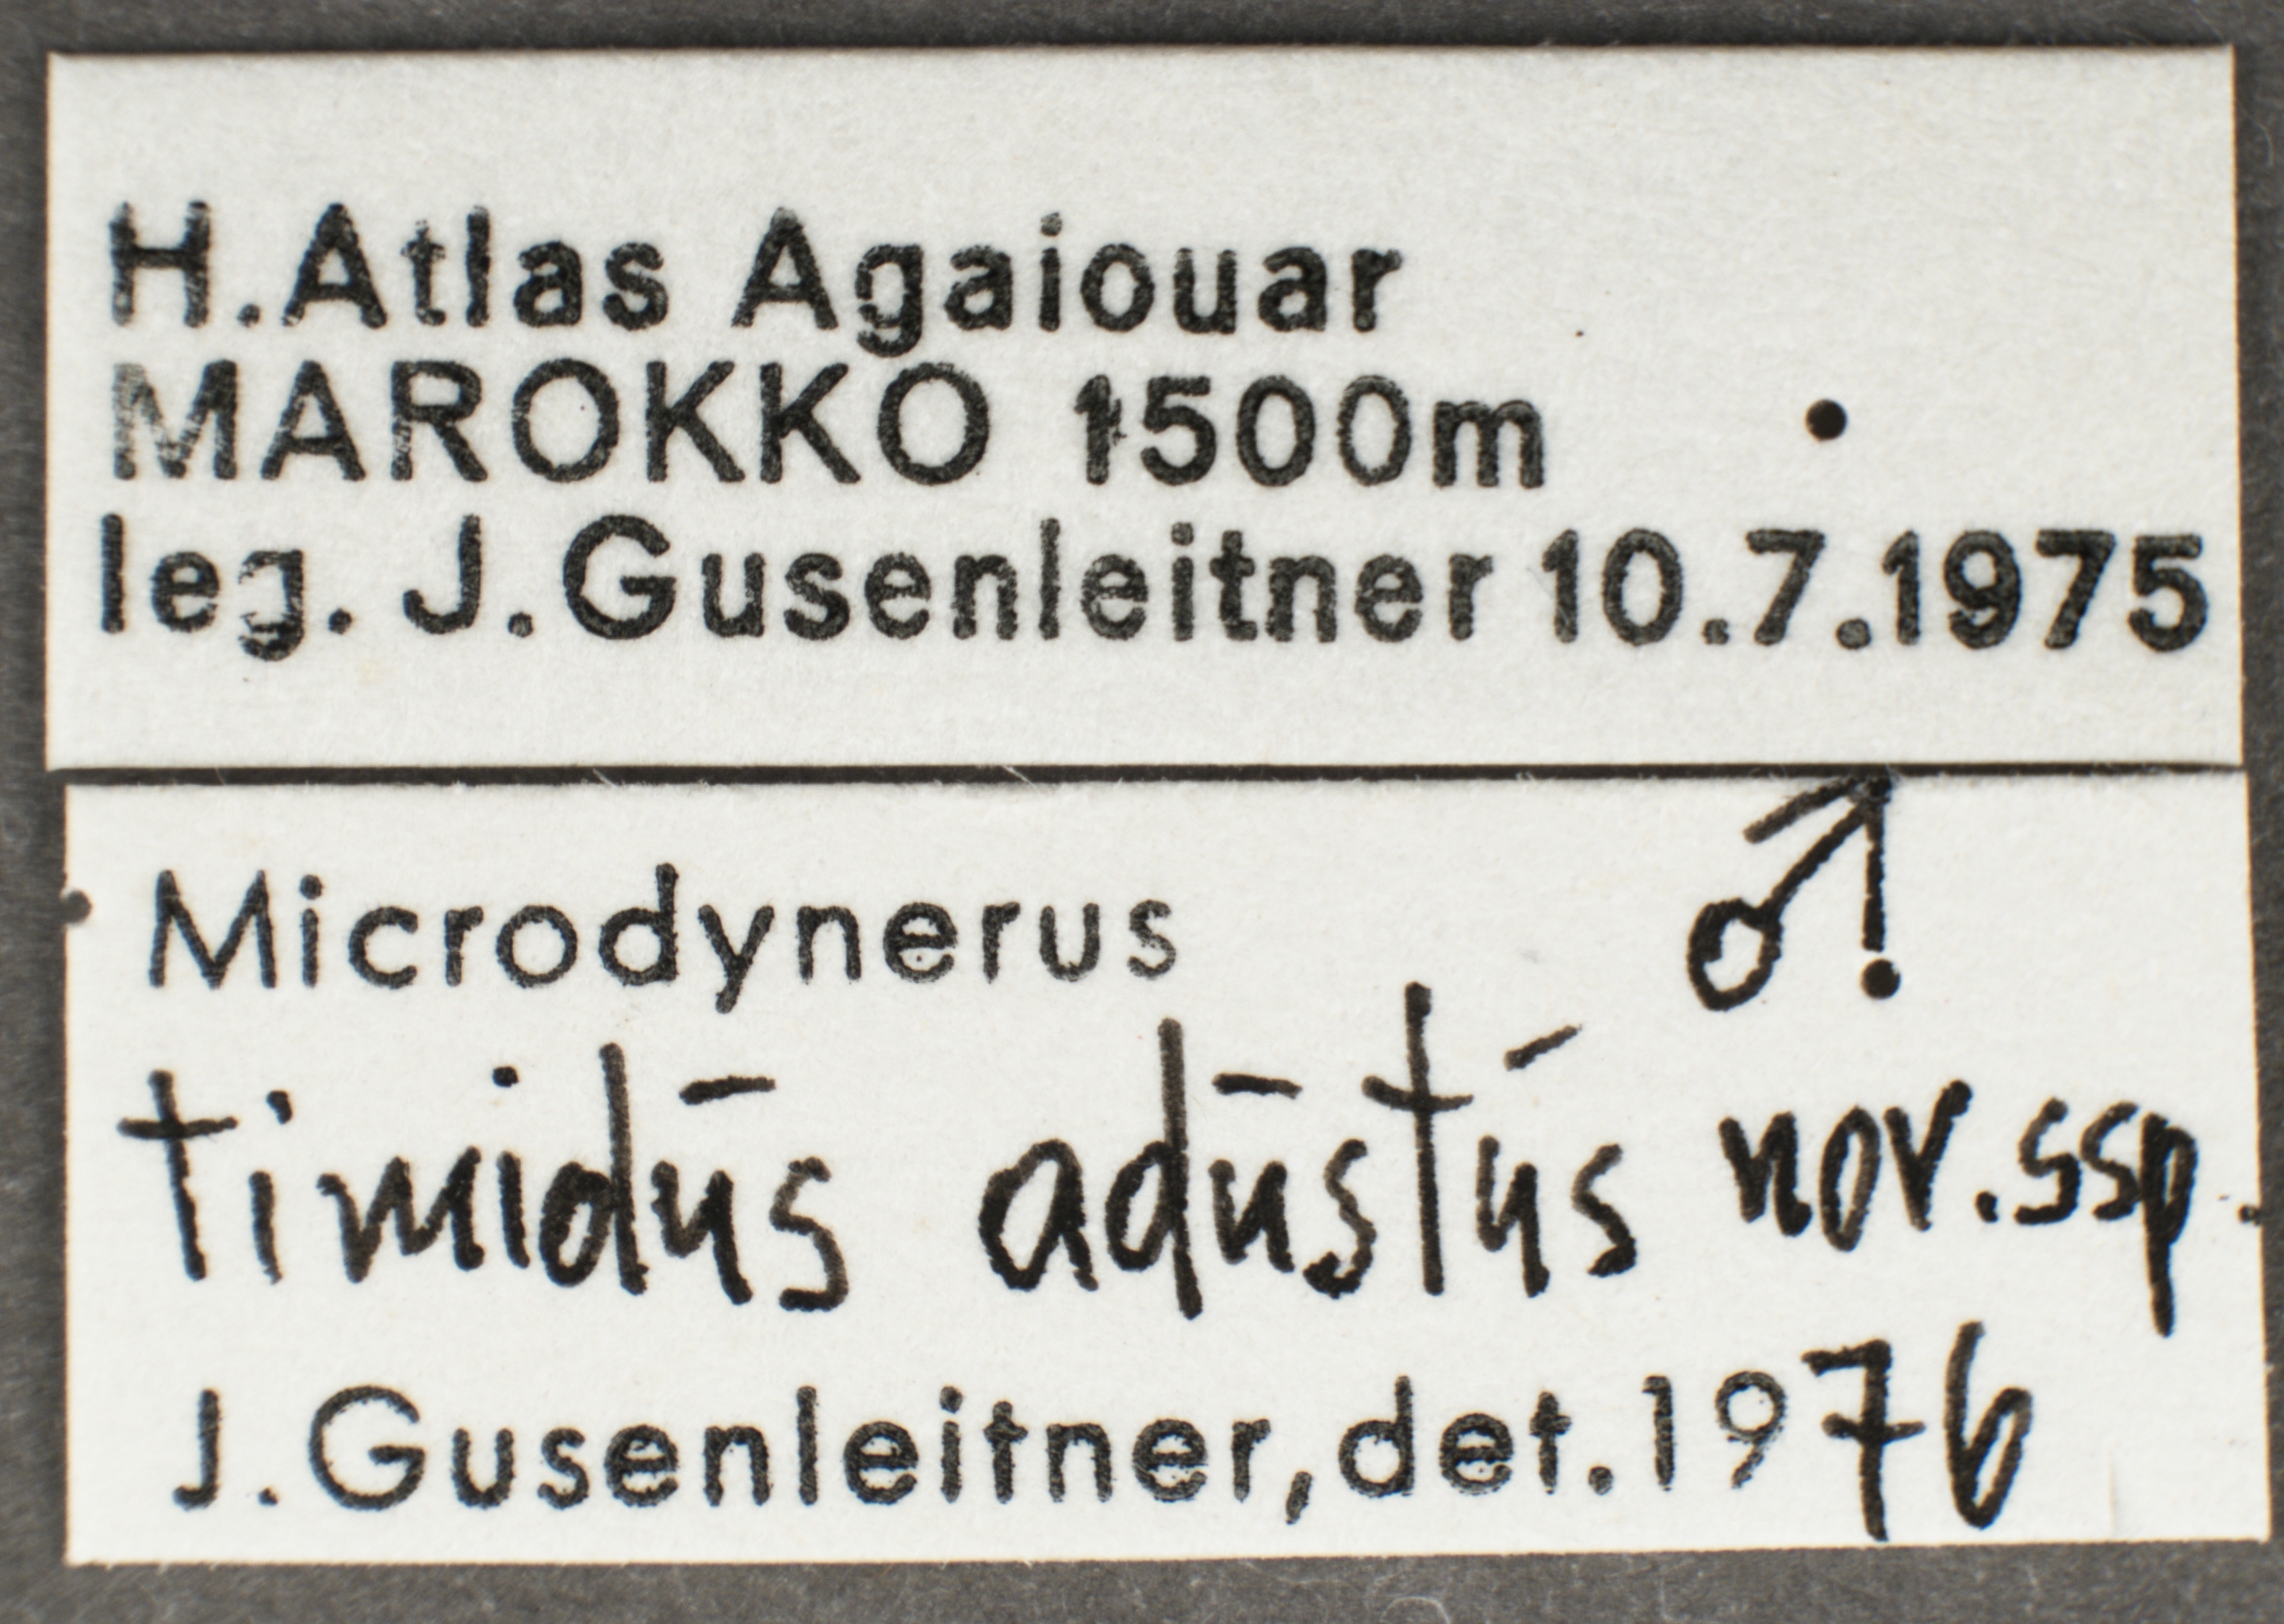 H.Atlas Agaiouar
MAROKKO 1500m
leg. J.Gusenleitner 10.7.1975
Microdynerus ♂
timidus adustus nov.ssp.
J.Gusenleitner,det.1976